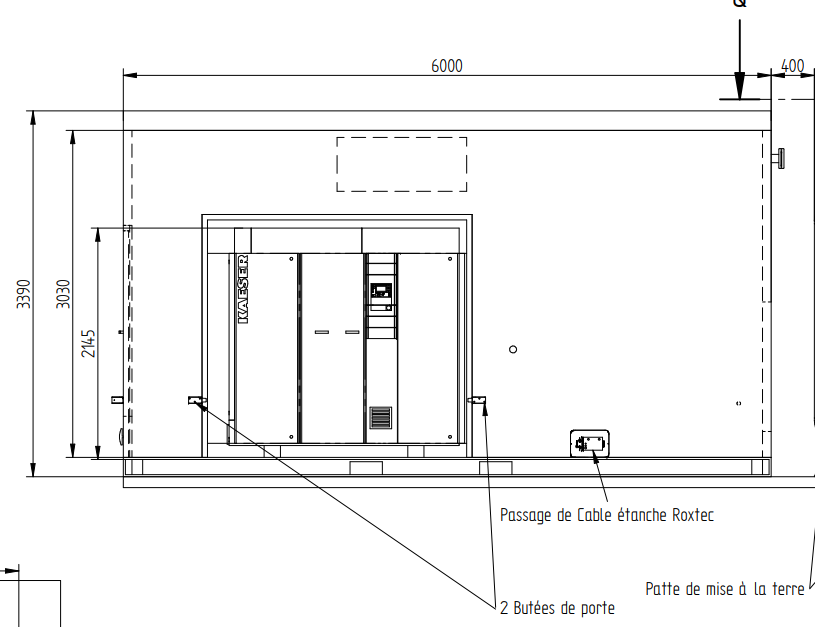 Q
6000
400
3390
3030
2145
KAESER
Passage de Cable étanche Roxtec
Patte de mise à la terre
2 Butées de porte